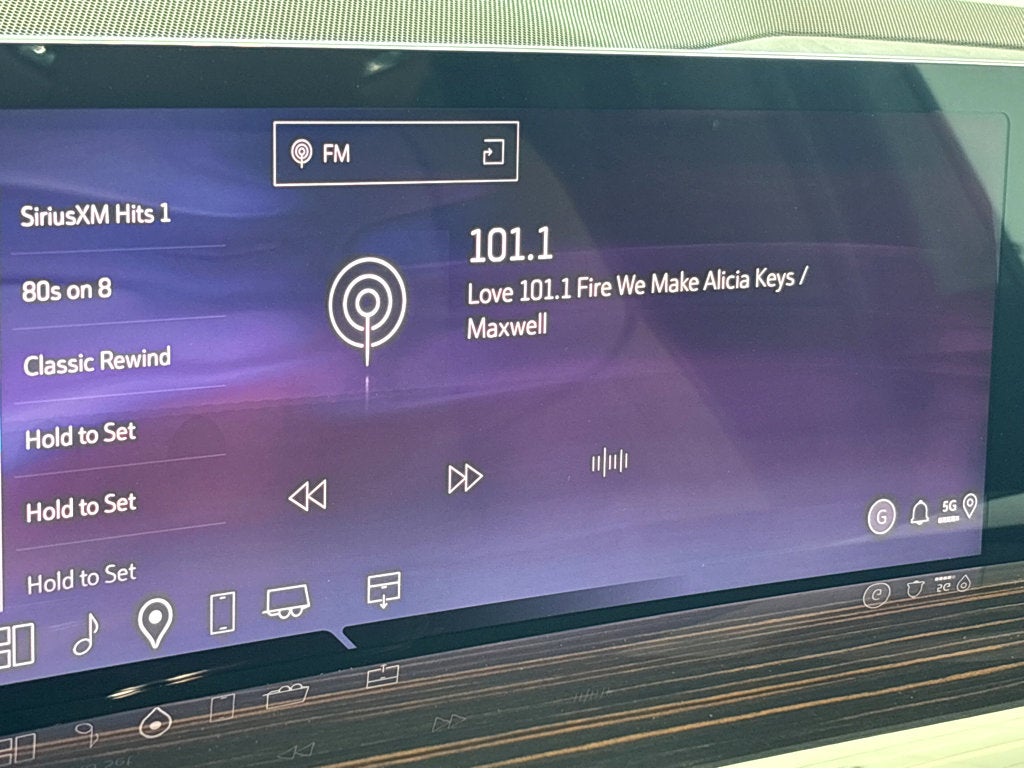 FM
SiriusXM Hits 1
80s on 8
Classic Rewind
Hold to Set
Hold to Set
Hold to Set
101.1
Love 101.1 Fire We Make Alicia Keys /
Maxwell
G
5G